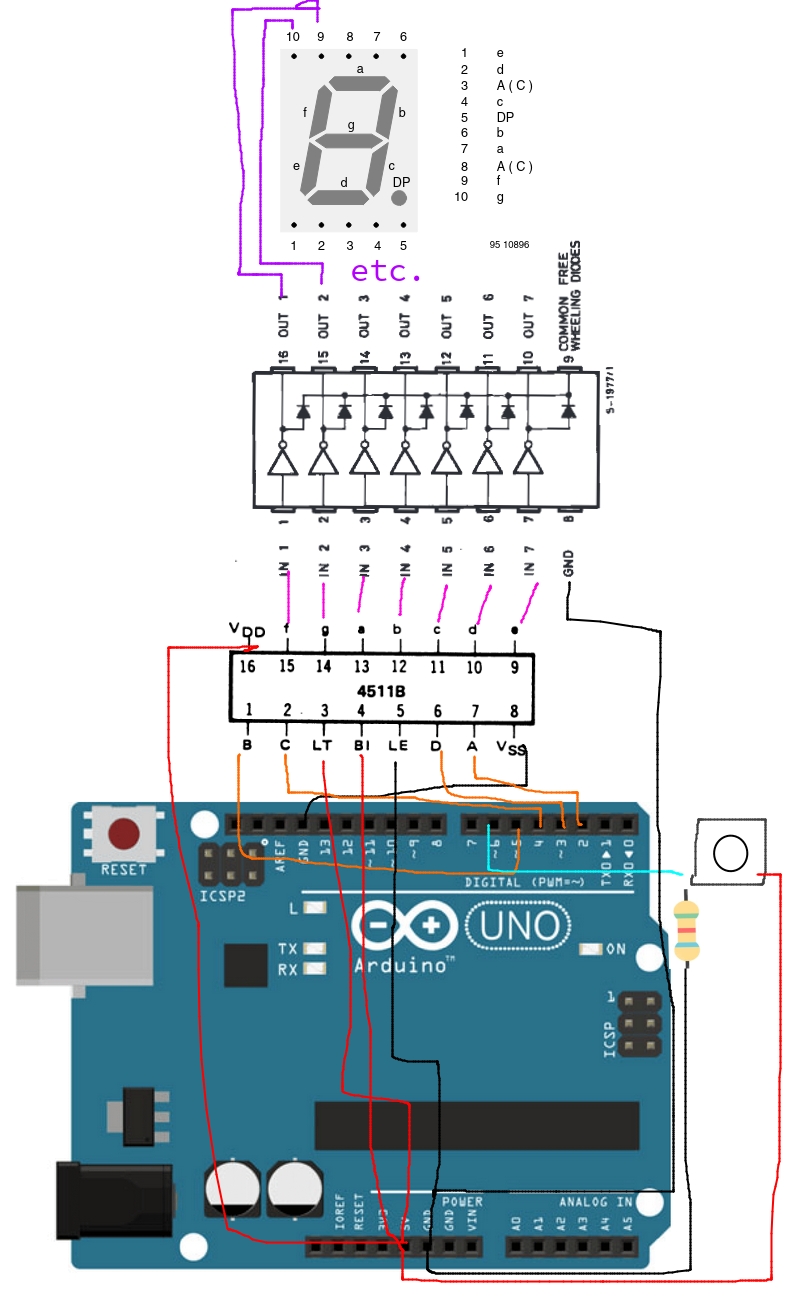 10 9 8 7 6
a
f b
g
e c
d DP
1 2 3 4 5
1 e
2 d
3 A ( C )
4 c
5 DP
6 b
7 a
8 A ( C )
9 f
10 g
95 10896
etc.
16 OUT 1
15 OUT 2
14 OUT 3
13 OUT 4
12 OUT 5
11 OUT 6
10 OUT 7
9 COMMON FREE
WHEELING DIODES
S-1977/1
1 2 3 4 5 6 7 8
IN 1 IN 2 IN 3 IN 4 IN 5 IN 6 IN 7 GND
VDD f g a b c d e
16 15 14 13 12 11 10 9
4511B
1 2 3 4 5 6 7 8
B C LT BI LE D A VSS
RESET
ICSP2
AREF GND 13 12 ~11 ~10 ~9 8
7 ~6 ~5 4 ~3 2 TX0►1 RX0◄0
DIGITAL (PWM=~)
L
TX
RX
UNO
Arduino™
ON
1
ICSP
POWER ANALOG IN
IOREF RESET 3V3 5V GND GND VIN
A0 A1 A2 A3 A4 A5